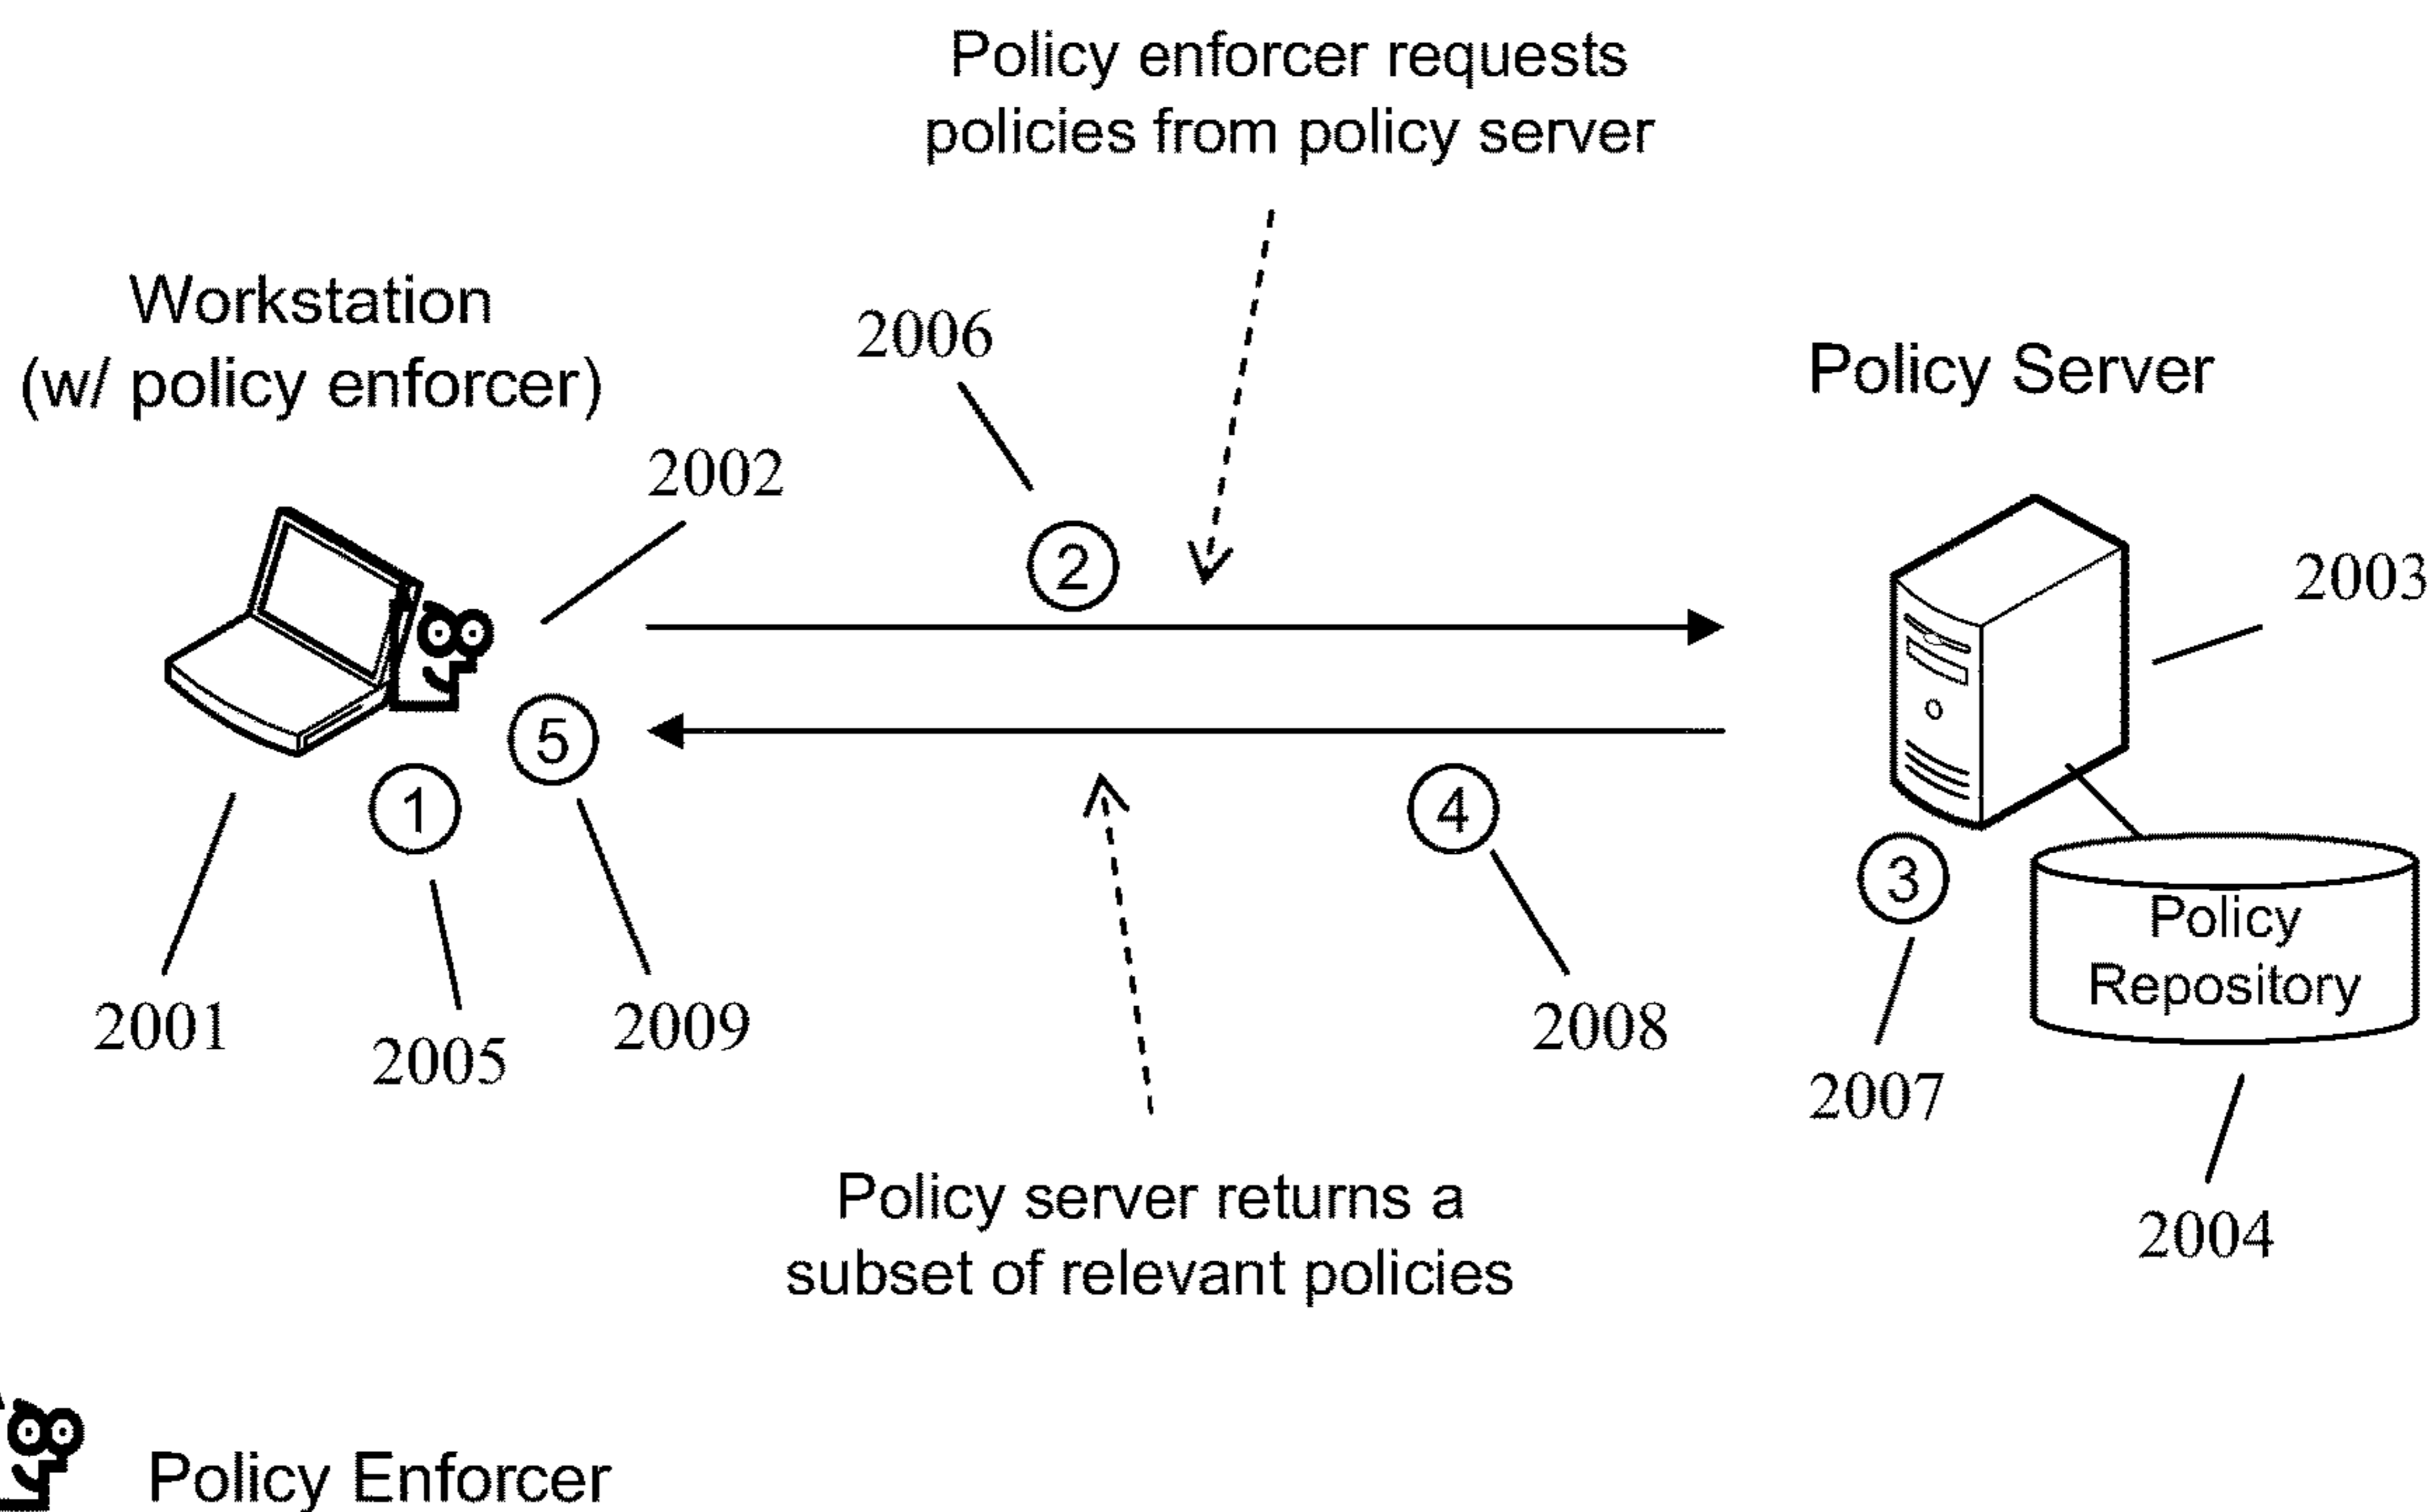 Policy enforcer requests
policies from policy server
Workstation
(w/ policy enforcer)
2006
Policy Server
2002
2
2003
5
1
4
3
Policy
Repository
2001
2005
2009
2008
2007
2004
Policy server returns a
subset of relevant policies
Policy Enforcer